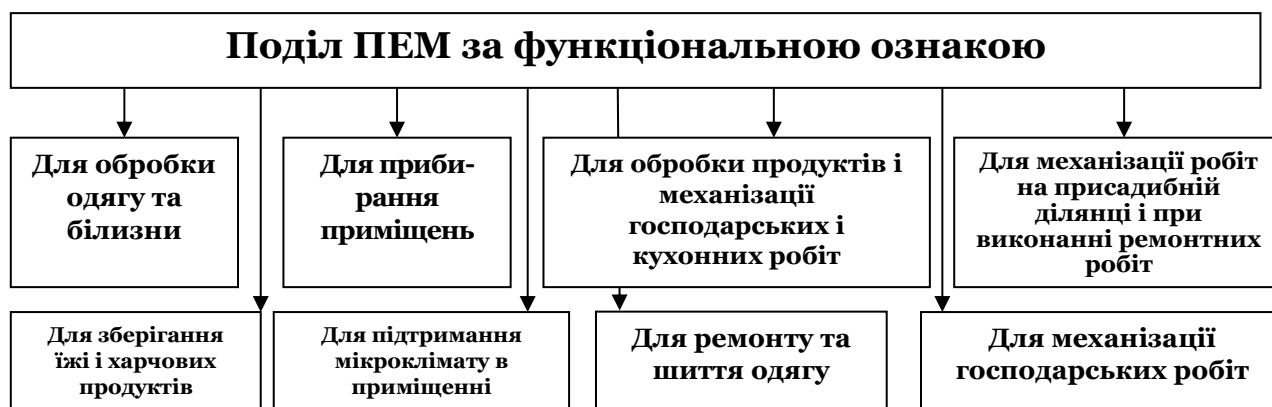 Поділ ПЕМ за функціональною ознакою
Для обробки
одягу та
білизни
Для приби-
рання
приміщень
Для обробки продуктів і
механізації
господарських і
кухонних робіт
Для механізації робіт
на присадибній
ділянці і при
виконанні ремонтних
робіт
Для зберігання
їжі і харчових
продуктів
Для підтримання
мікроклімату в
приміщенні
Для ремонту та
шиття одягу
Для механізації
господарських робіт